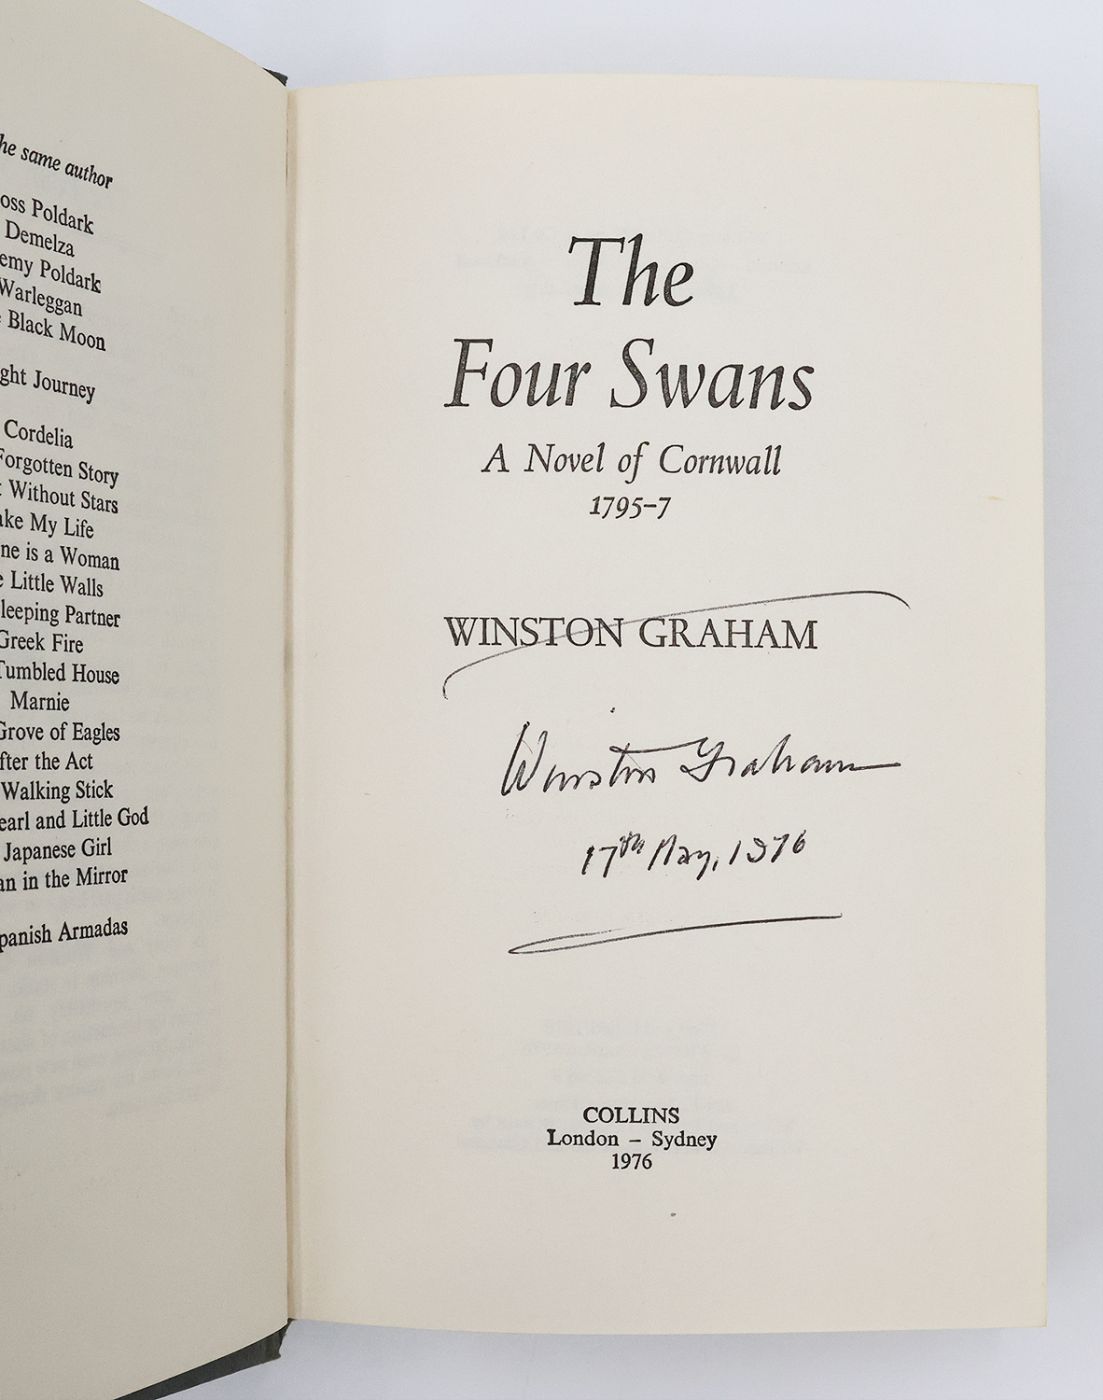 he same author
oss Poldark
Demelza
emy Poldark
Warleggan
e Black Moon
ght Journey
Cordelia
Forgotten Story
t Without Stars
ake My Life
ne is a Woman
e Little Walls
leeping Partner
Greek Fire
Tumbled House
Marnie
Grove of Eagles
fter the Act
Walking Stick
earl and Little God
Japanese Girl
an in the Mirror
panish Armadas
The
Four Swans
A Novel of Cornwall
1795–7
WINSTON GRAHAM
Winston Graham
17th May, 1976
COLLINS
London – Sydney
1976